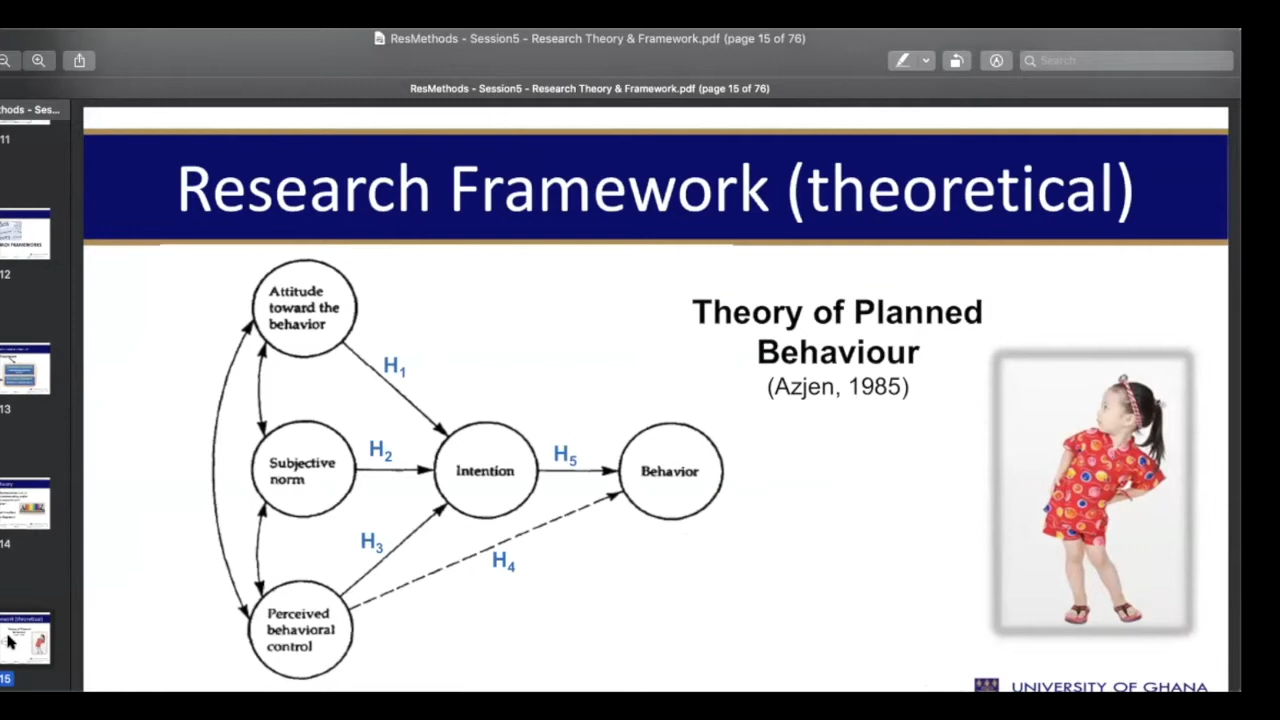 ResMethods - Session5 - Research Theory & Framework.pdf (page 15 of 76)
Search
ResMethods - Session5 - Research Theory & Framework.pdf (page 15 of 76)
hods - Ses...
11
12
13
14
15
Research Framework (theoretical)
Attitude
toward the
behavior
H1
Subjective
norm
H2
Intention
H5
Behavior
H3
H4
Perceived
behavioral
control
Theory of Planned
Behaviour
(Azjen, 1985)
UNIVERSITY OF GHANA